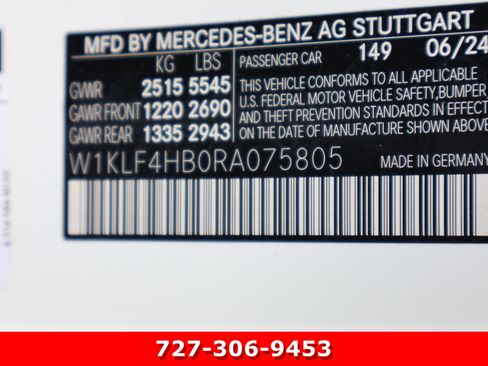 MFD BY MERCEDES-BENZ AG STUTTGART
KG LBS PASSENGER CAR 149 06/24
GVWR 2515 5545 THIS VEHICLE CONFORMS TO ALL APPLICABLE
GAWR FRONT 1220 2690 U.S. FEDERAL MOTOR VEHICLE SAFETY,BUMPER
GAWR REAR 1335 2943 AND THEFT PREVENTION STANDARDS IN EFFECT
ON THE DATE OF MANUFACTURE SHOWN ABOVE
W1KLF4HB0RA075805 MADE IN GERMANY
727-306-9453